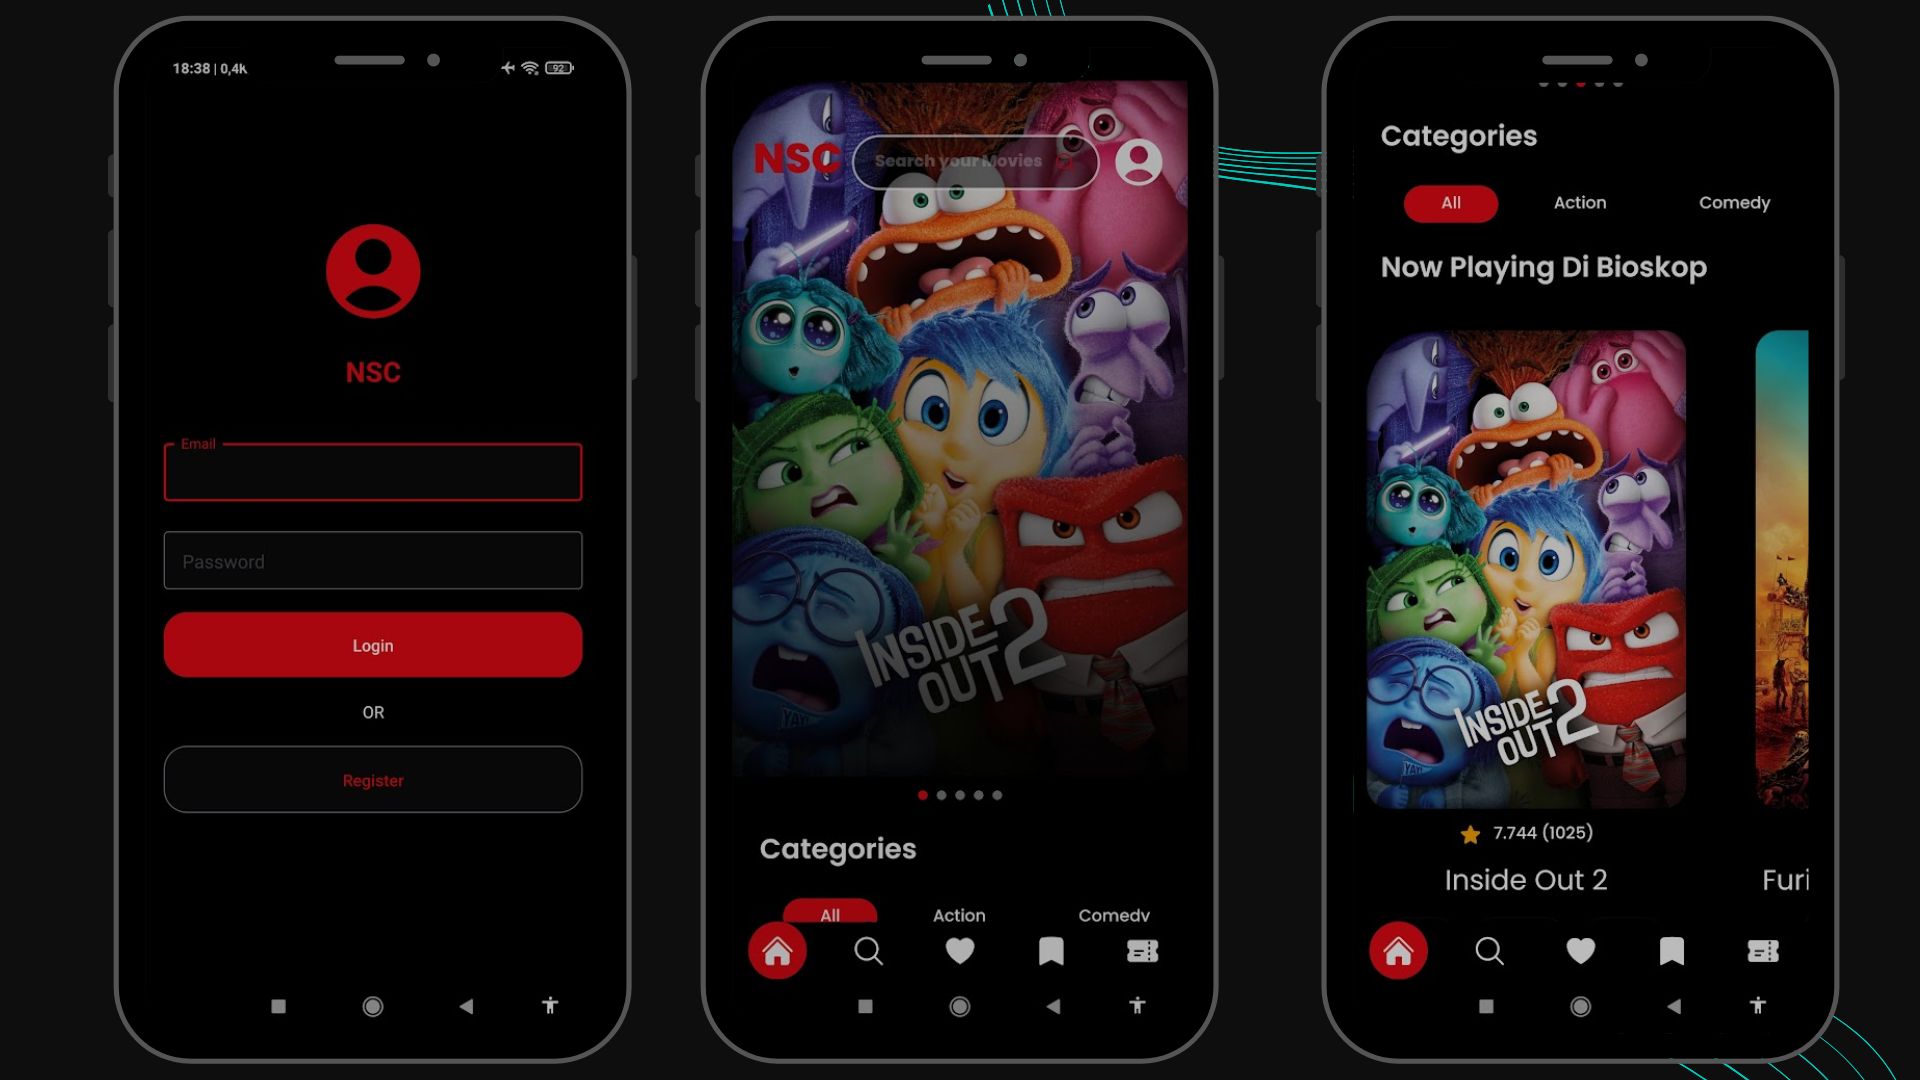 18:38 | 0,4K
92
NSC
Email
Password
Login
OR
Register
NSC
Search your Movies
YAY!
INSIDE
OUT 2
Categories
All
Action
Comedy
Categories
All
Action
Comedy
Now Playing Di Bioskop
YAY!
INSIDE
OUT 2
7.744 (1025)
Inside Out 2
Furi